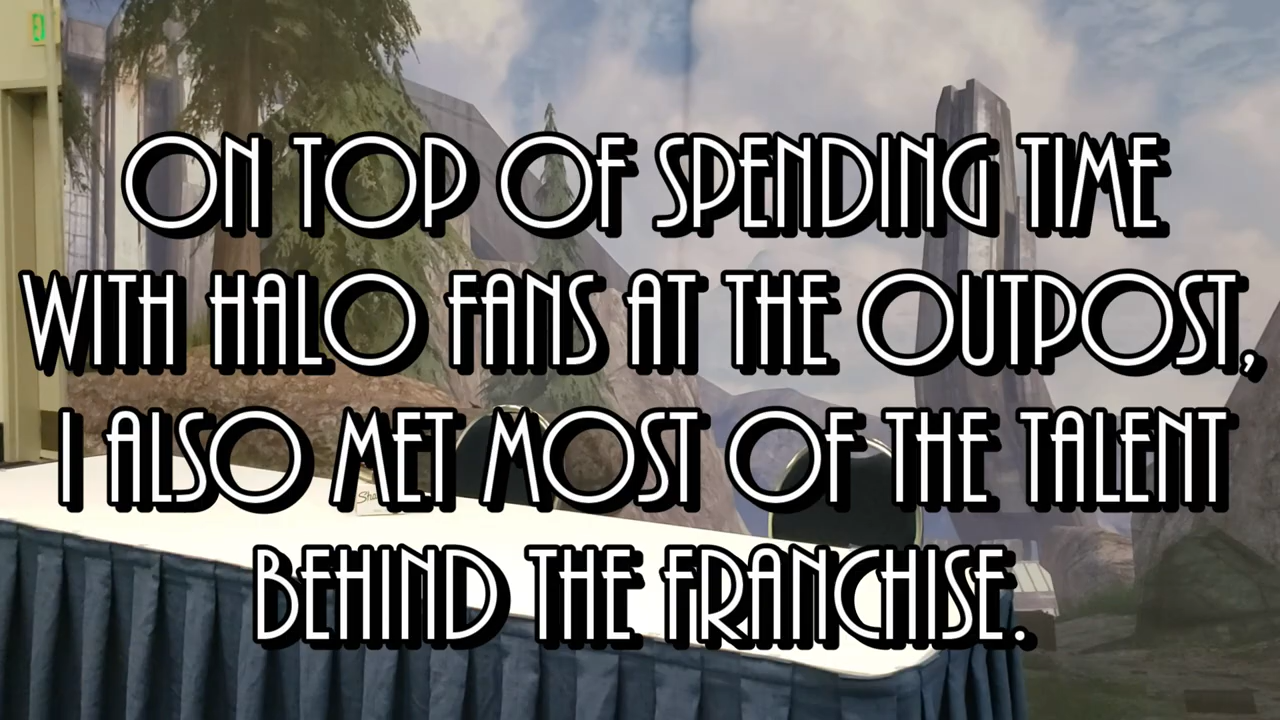 ON TOP OF SPENDING TIME
WITH HALO FANS AT THE OUTPOST,
I ALSO MET MOST OF THE TALENT
BEHIND THE FRANCHISE.